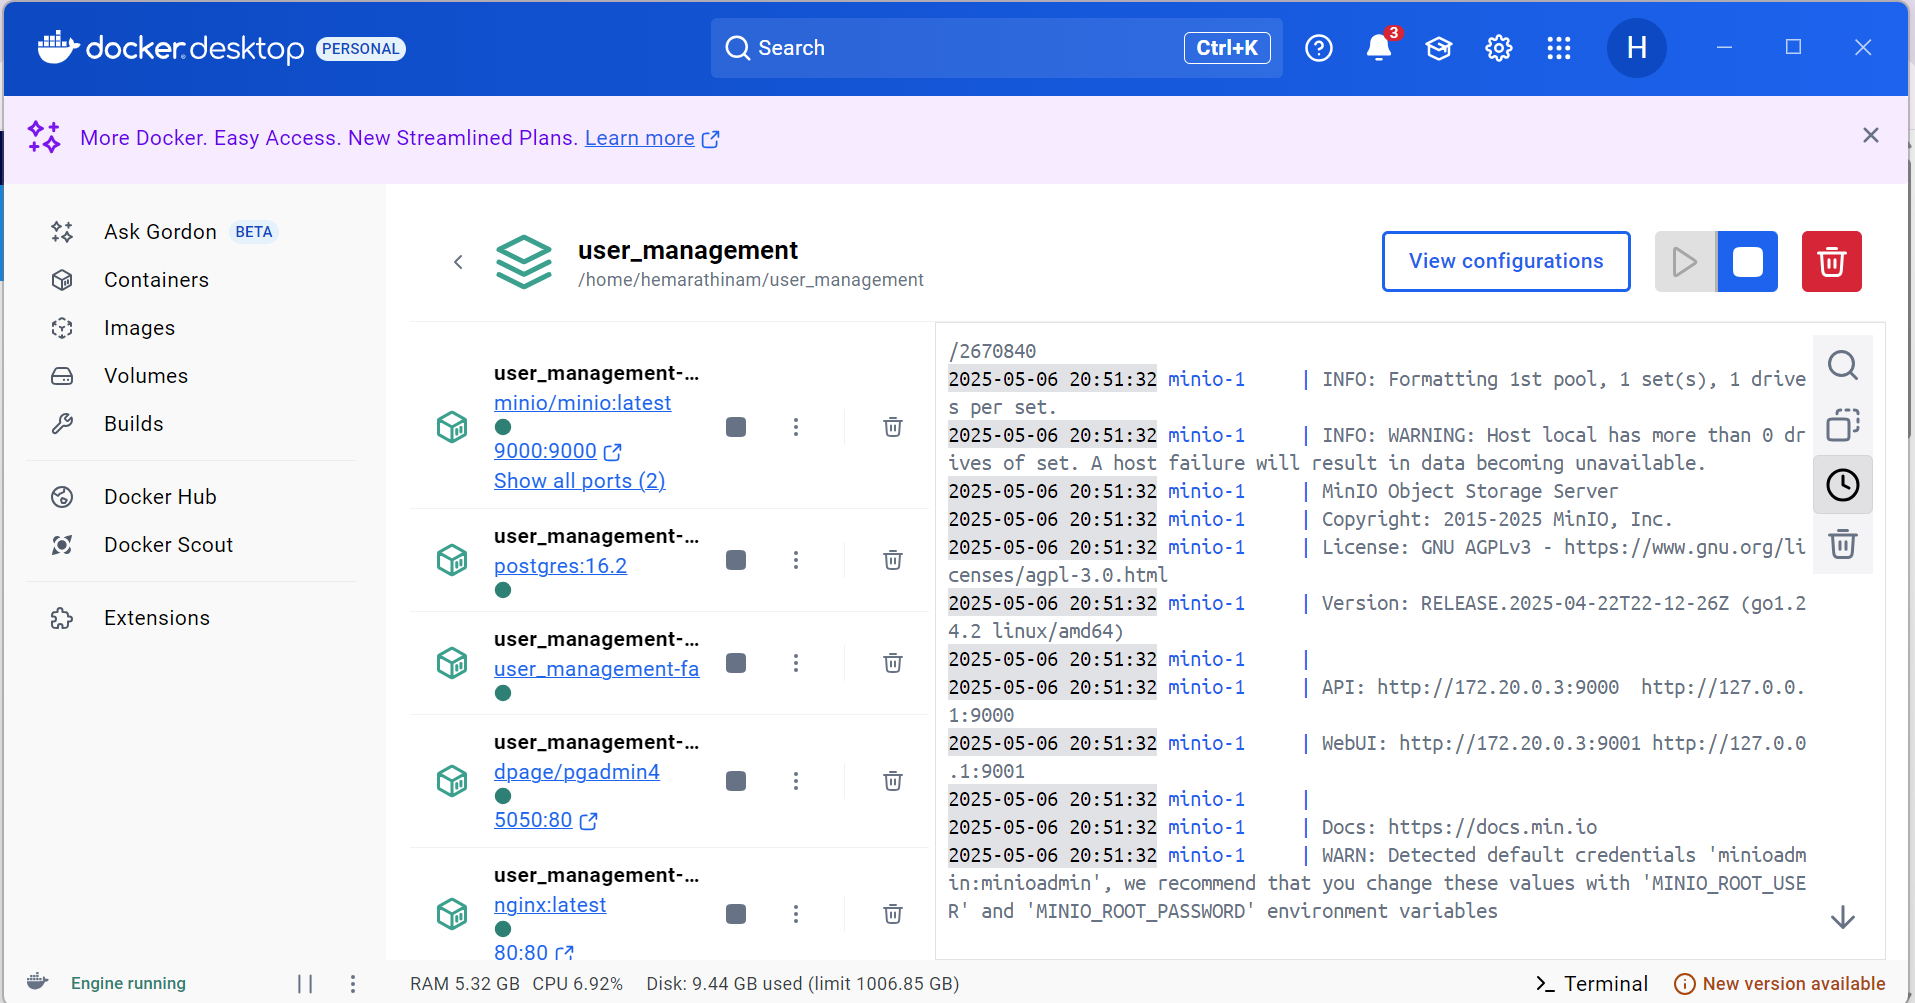 docker desktop PERSONAL
Search Ctrl+K
3
H
More Docker. Easy Access. New Streamlined Plans. Learn more
Ask Gordon BETA
Containers
Images
Volumes
Builds
Docker Hub
Docker Scout
Extensions
user_management
/home/hemarathinam/user_management
View configurations
user_management-...
minio/minio:latest
9000:9000
Show all ports (2)
user_management-...
postgres:16.2
user_management-...
user_management-fa
user_management-...
dpage/pgadmin4
5050:80
user_management-...
nginx:latest
80:80
/2670840
2025-05-06 20:51:32 minio-1 | INFO: Formatting 1st pool, 1 set(s), 1 drive
s per set.
2025-05-06 20:51:32 minio-1 | INFO: WARNING: Host local has more than 0 dr
ives of set. A host failure will result in data becoming unavailable.
2025-05-06 20:51:32 minio-1 | MinIO Object Storage Server
2025-05-06 20:51:32 minio-1 | Copyright: 2015-2025 MinIO, Inc.
2025-05-06 20:51:32 minio-1 | License: GNU AGPLv3 - https://www.gnu.org/li
censes/agpl-3.0.html
2025-05-06 20:51:32 minio-1 | Version: RELEASE.2025-04-22T22-12-26Z (go1.2
4.2 linux/amd64)
2025-05-06 20:51:32 minio-1 |
2025-05-06 20:51:32 minio-1 | API: http://172.20.0.3:9000  http://127.0.0.
1:9000
2025-05-06 20:51:32 minio-1 | WebUI: http://172.20.0.3:9001 http://127.0.0
.1:9001
2025-05-06 20:51:32 minio-1 |
2025-05-06 20:51:32 minio-1 | Docs: https://docs.min.io
2025-05-06 20:51:32 minio-1 | WARN: Detected default credentials 'minioadm
in:minioadmin', we recommend that you change these values with 'MINIO_ROOT_USE
R' and 'MINIO_ROOT_PASSWORD' environment variables
Engine running
RAM 5.32 GB CPU 6.92% Disk: 9.44 GB used (limit 1006.85 GB)
Terminal
New version available